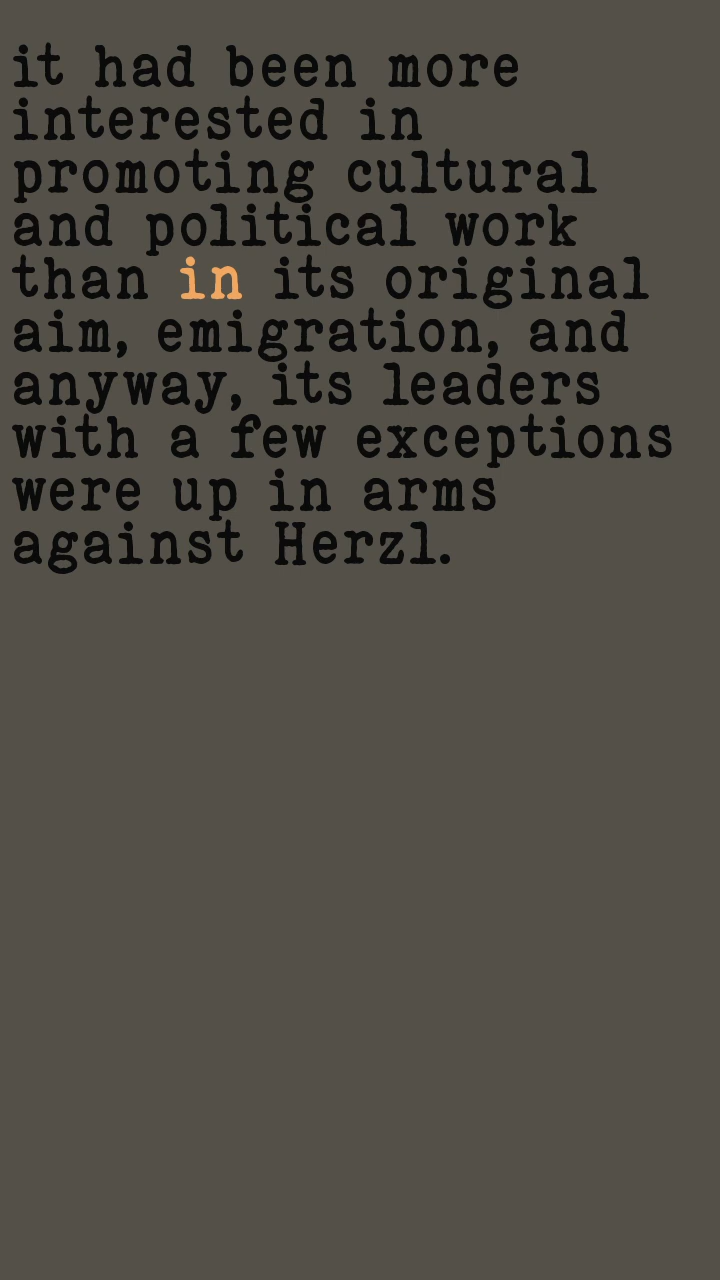 it had been more
interested in
promoting cultural
and political work
than in its original
aim, emigration, and
anyway, its leaders
with a few exceptions
were up in arms
against Herzl.